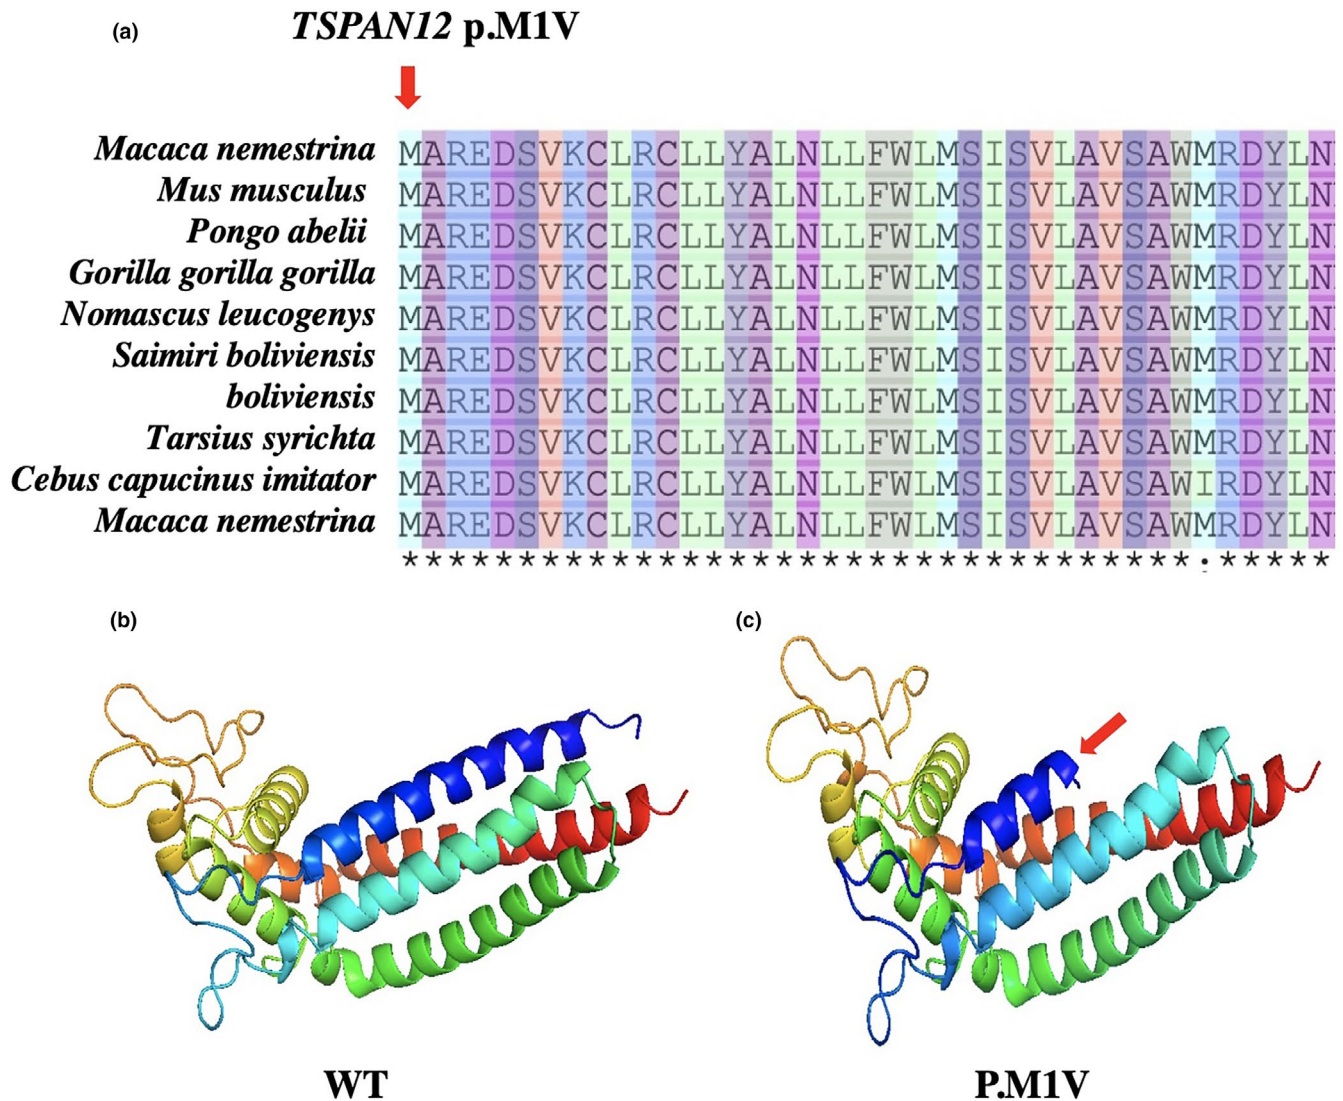 (a)
TSPAN12 p.M1V
Macaca nemestrina MAREDSVKCLRCLLYALNLLFWLMSISVLAVSAWMRDYLN
Mus musculus MAREDSVKCLRCLLYALNLLFWLMSISVLAVSAWMRDYLN
Pongo abelii MAREDSVKCLRCLLYALNLLFWLMSISVLAVSAWMRDYLN
Gorilla gorilla gorilla MAREDSVKCLRCLLYALNLLFWLMSISVLAVSAWMRDYLN
Nomascus leucogenys MAREDSVKCLRCLLYALNLLFWLMSISVLAVSAWMRDYLN
Saimiri boliviensis MAREDSVKCLRCLLYALNLLFWLMSISVLAVSAWMRDYLN
boliviensis MAREDSVKCLRCLLYALNLLFWLMSISVLAVSAWMRDYLN
Tarsius syrichta MAREDSVKCLRCLLYALNLLFWLMSISVLAVSAWMRDYLN
Cebus capucinus imitator MAREDSVKCLRCLLYALNLLFWLMSISVLAVSAWIRDYLN
Macaca nemestrina MAREDSVKCLRCLLYALNLLFWLMSISVLAVSAWMRDYLN
**********************************:*****
(b)
(c)
WT
P.M1V